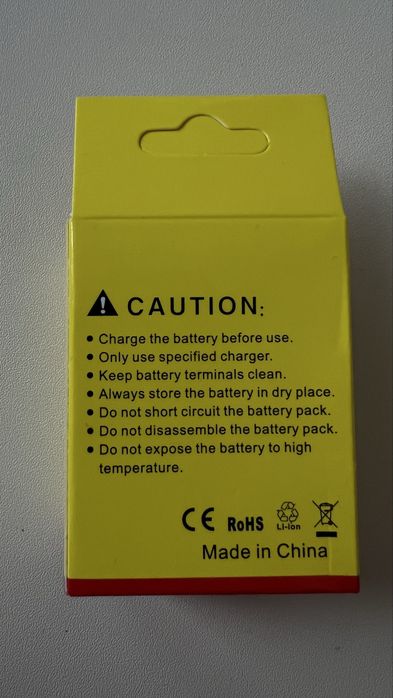 CAUTION:
• Charge the battery before use.
• Only use specified charger.
• Keep battery terminals clean.
• Always store the battery in dry place.
• Do not short circuit the battery pack.
• Do not disassemble the battery pack.
• Do not expose the battery to high
temperature.
CE RoHS Li-ion
Made in China